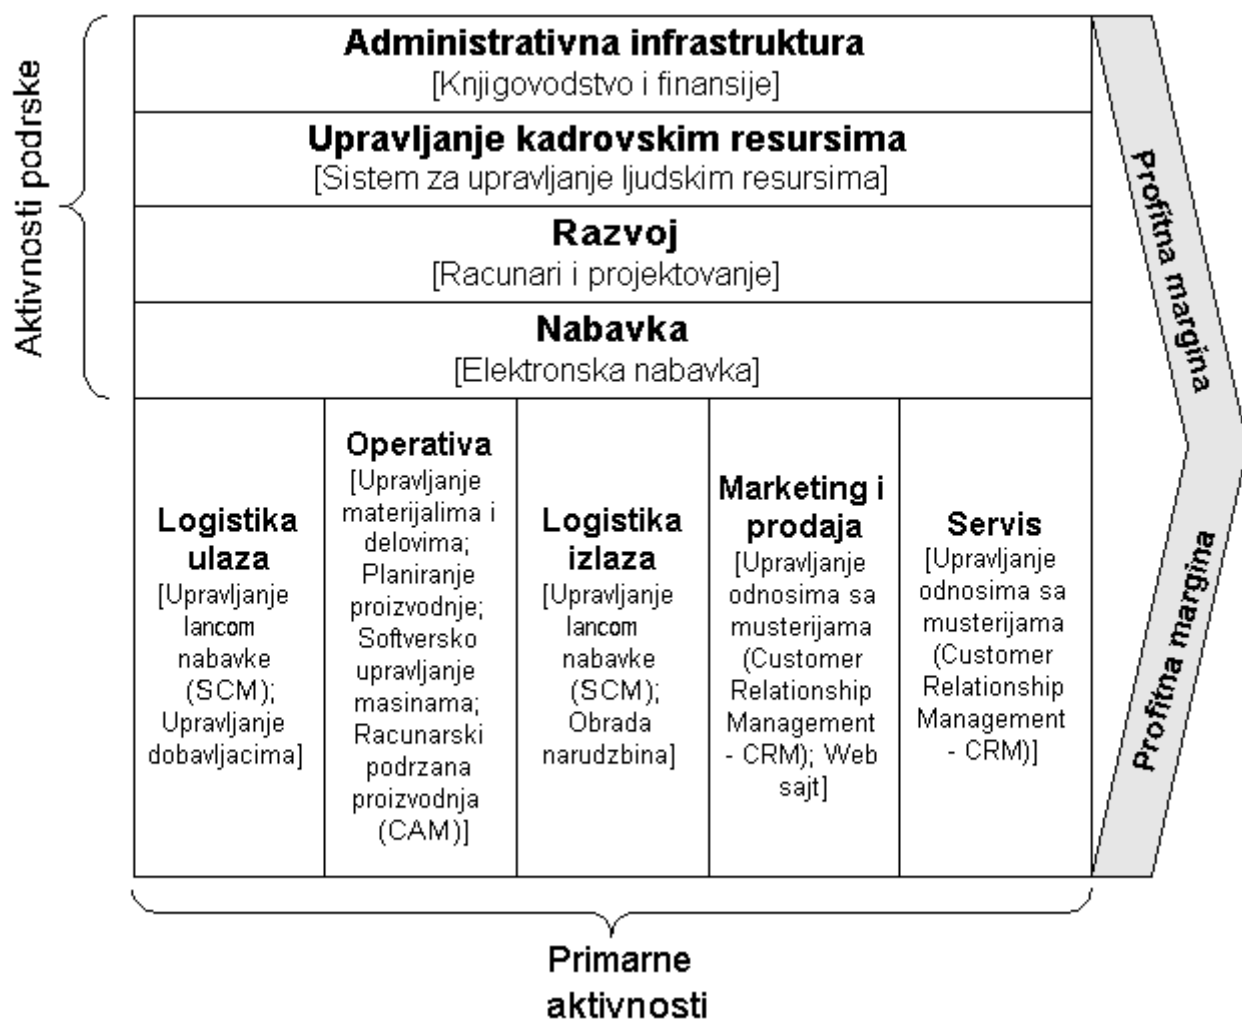 Aktivnosti podrske
Administrativna infrastruktura
[Knjigovodstvo i finansije]
Upravljanje kadrovskim resursima
[Sistem za upravljanje ljudskim resursima]
Razvoj
[Racunari i projektovanje]
Nabavka
[Elektronska nabavka]
Logistika
ulaza
[Upravljanje
lancom
nabavke
(SCM);
Upravljanje
dobavljacima]
Operativa
[Upravljanje
materijalima i
delovima;
Planiranje
proizvodnje;
Softversko
upravljanje
masinama;
Racunarski
podrzana
proizvodnja
(CAM)]
Logistika
izlaza
[Upravljanje
lancom
nabavke
(SCM);
Obrada
narudzbina]
Marketing i
prodaja
[Upravljanje
odnosima sa
musterijama
(Customer
Relationship
Management
- CRM); Web
sajt]
Servis
[Upravljanje
odnosima sa
musterijama
(Customer
Relationship
Management
- CRM)]
Profitna margina
Profitna margina
Primarne
aktivnosti